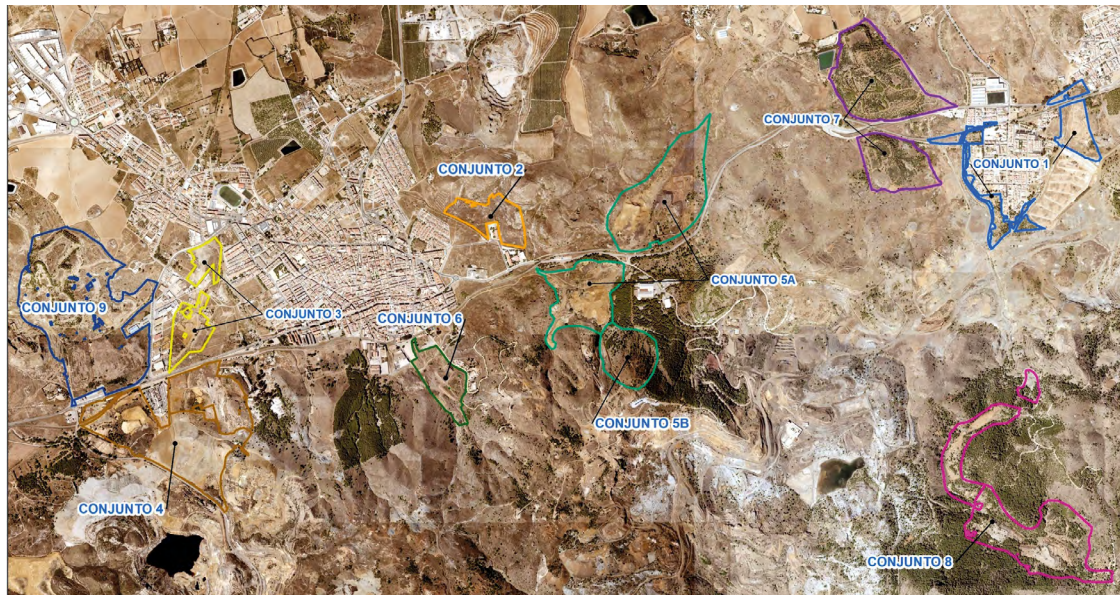 CONJUNTO 7
CONJUNTO 1
CONJUNTO 2
CONJUNTO 5A
CONJUNTO 9
CONJUNTO 3
CONJUNTO 6
CONJUNTO 5B
CONJUNTO 4
CONJUNTO 8